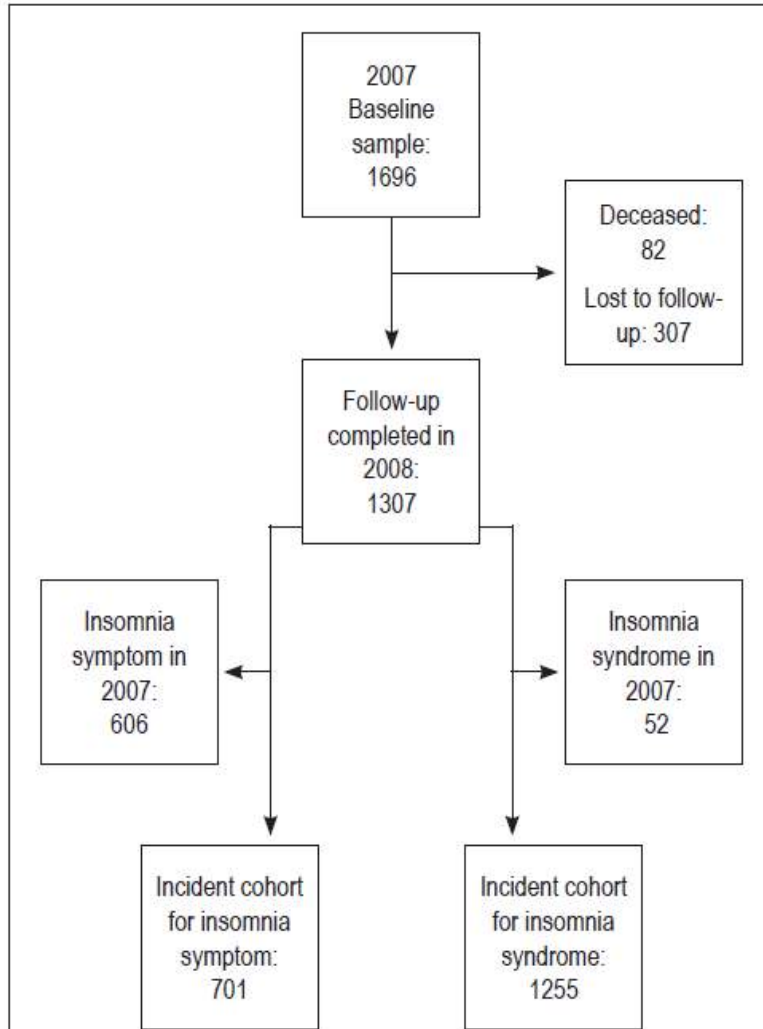 2007
Baseline
sample:
1696
Deceased:
82
Lost to follow-
up: 307
Follow-up
completed in
2008:
1307
Insomnia
symptom in
2007:
606
Insomnia
syndrome in
2007:
52
Incident cohort
for insomnia
symptom:
701
Incident cohort
for insomnia
syndrome:
1255